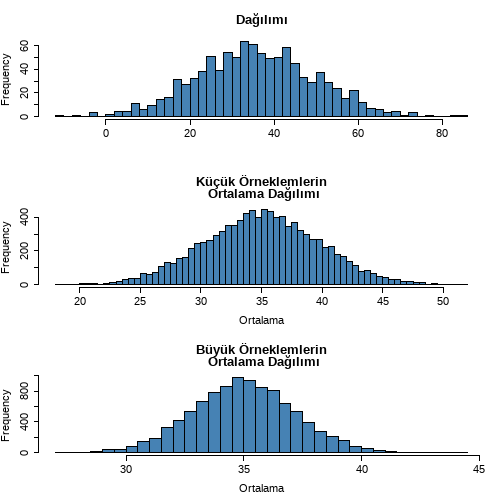 Dağılımı
Frequency
0 20 40 60
0 20 40 60 80
Küçük Örneklemlerin
Ortalama Dağılımı
Frequency
0 200 400
20 25 30 35 40 45 50
Ortalama
Büyük Örneklemlerin
Ortalama Dağılımı
Frequency
0 400 800
30 35 40 45
Ortalama